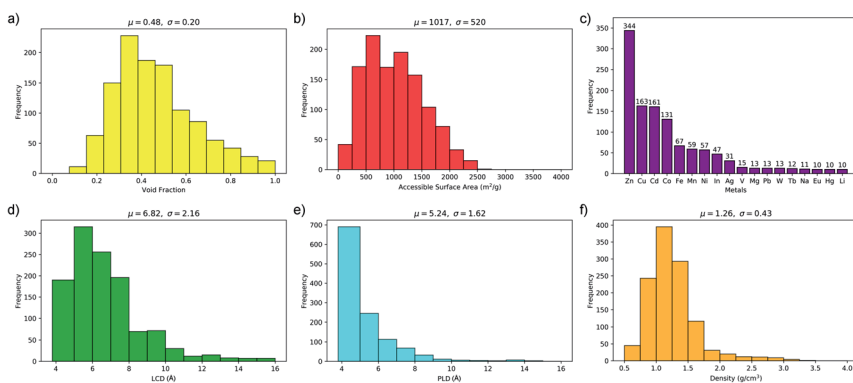 a)
μ = 0.48, σ = 0.20
Frequency
200
150
100
50
0
0.0 0.2 0.4 0.6 0.8 1.0
Void Fraction
b)
μ = 1017, σ = 520
Frequency
200
150
100
50
0
0 500 1000 1500 2000 2500 3000 3500 4000
Accessible Surface Area (m²/g)
c)
Frequency
350
300
250
200
150
100
50
0
344 163 161 131 67 59 57 47 31 15 13 13 13 12 11 10 10 10
Zn Cu Cd Co Fe Mn Ni In Ag V Mg Pb W Tb Na Eu Hg Li
Metals
d)
μ = 6.82, σ = 2.16
Frequency
300
250
200
150
100
50
0
4 6 8 10 12 14 16
LCD (Å)
e)
μ = 5.24, σ = 1.62
Frequency
700
600
500
400
300
200
100
0
4 6 8 10 12 14 16
PLD (Å)
f)
μ = 1.26, σ = 0.43
Frequency
400
350
300
250
200
150
100
50
0
0.5 1.0 1.5 2.0 2.5 3.0 3.5 4.0
Density (g/cm³)